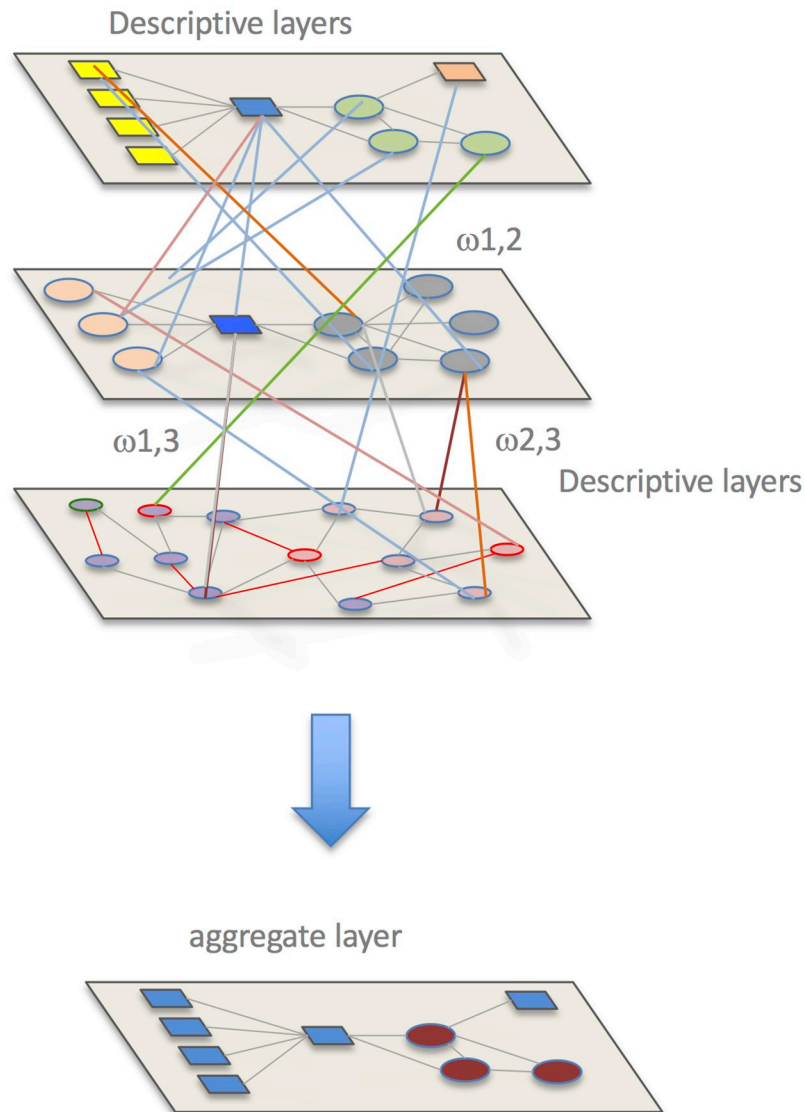 Descriptive layers
ω1,2
ω1,3
ω2,3
Descriptive layers
aggregate layer